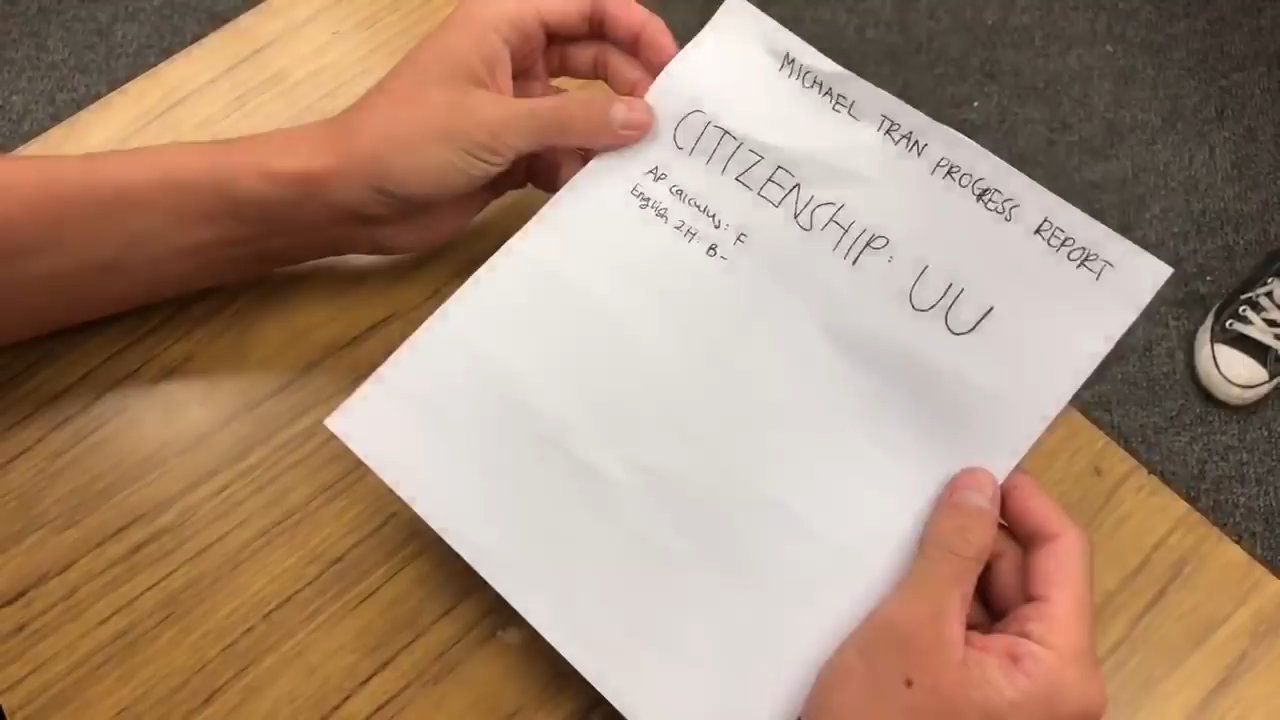 MICHAEL TRAN PROGRESS REPORT
CITIZENSHIP: UU
AP Calculus: F
English 2H: B-